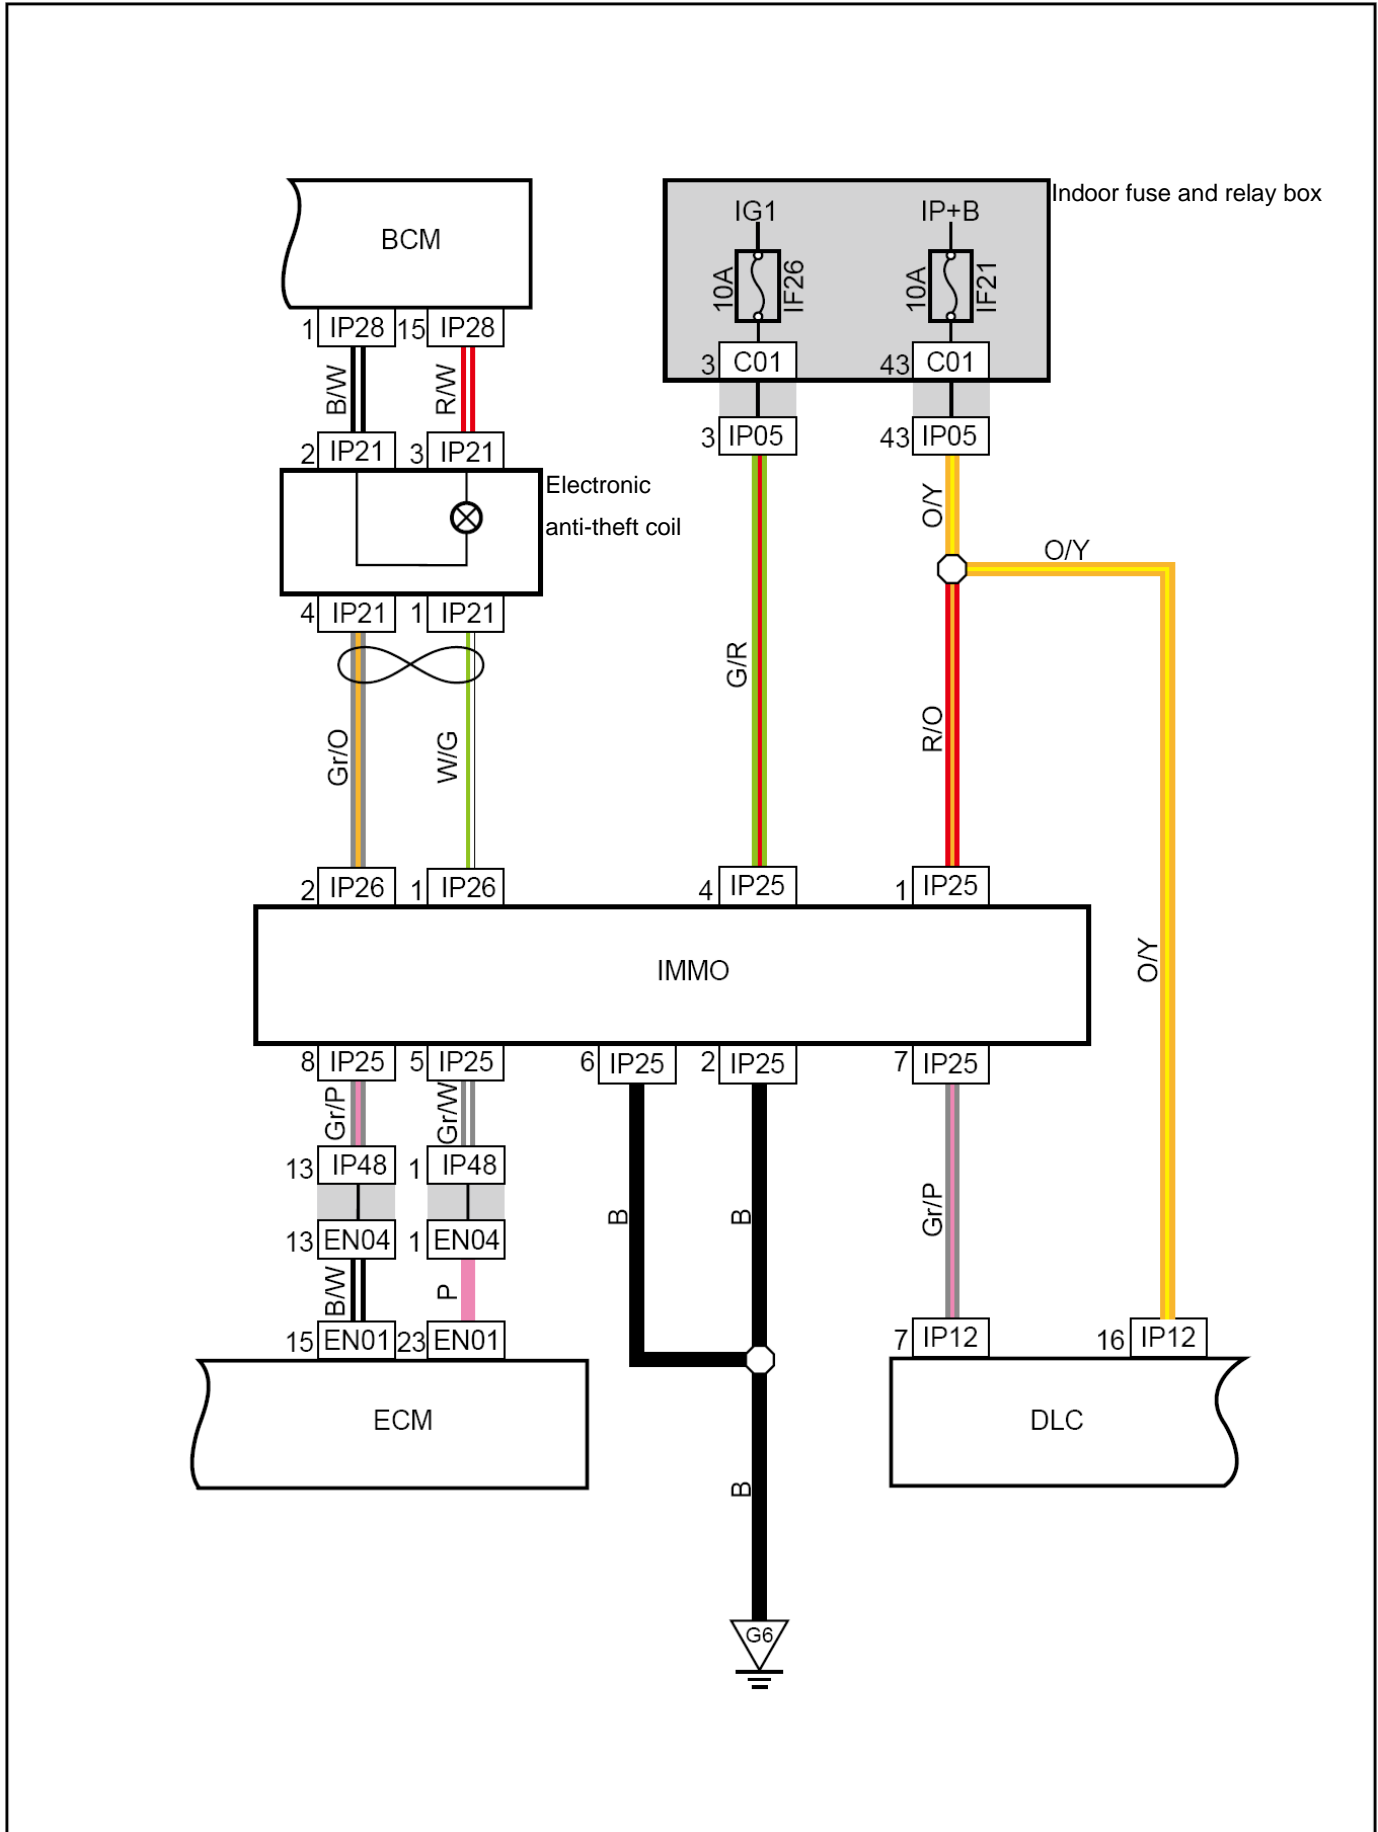 Indoor fuse and relay box
IG1 IP+B
BCM
10A IF26 10A IF21
1 IP28 15 IP28
3 C01 43 C01
B/W R/W
3 IP05 43 IP05
2 IP21 3 IP21
Electronic
anti-theft coil
O/Y
O/Y
4 IP21 1 IP21
G/R
R/O
Gr/O W/G
2 IP26 1 IP26 4 IP25 1 IP25
O/Y
IMMO
8 IP25 5 IP25 6 IP25 2 IP25 7 IP25
Gr/P Gr/W
13 IP48 1 IP48
B B Gr/P
13 EN04 1 EN04
B/W P
15 EN01 23 EN01 7 IP12 16 IP12
ECM DLC
B
G6